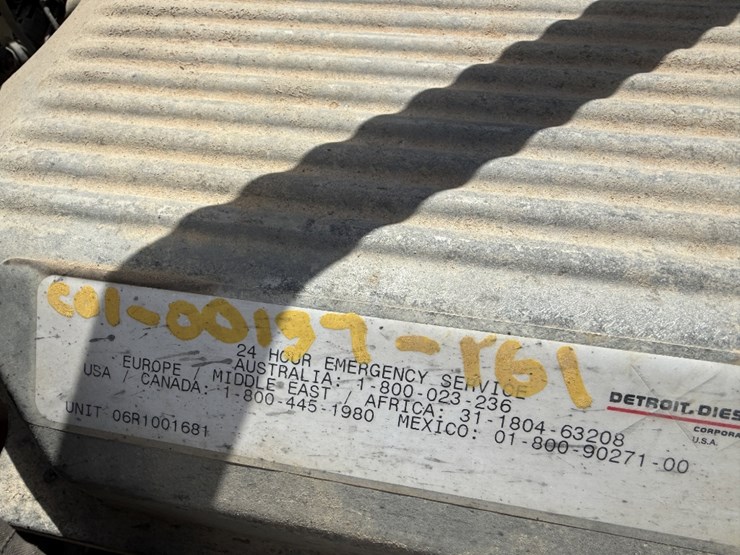 C01-00197-RG1
24 HOUR EMERGENCY SERVICE
AUSTRALIA: 1-800-023-236
EUROPE / MIDDLE EAST / AFRICA: 31-1804-63208
USA / CANADA: 1-800-445-1980 MEXICO: 01-800-90271-00
UNIT 06R1001681
DETROIT DIES
CORPORA
U.S.A.